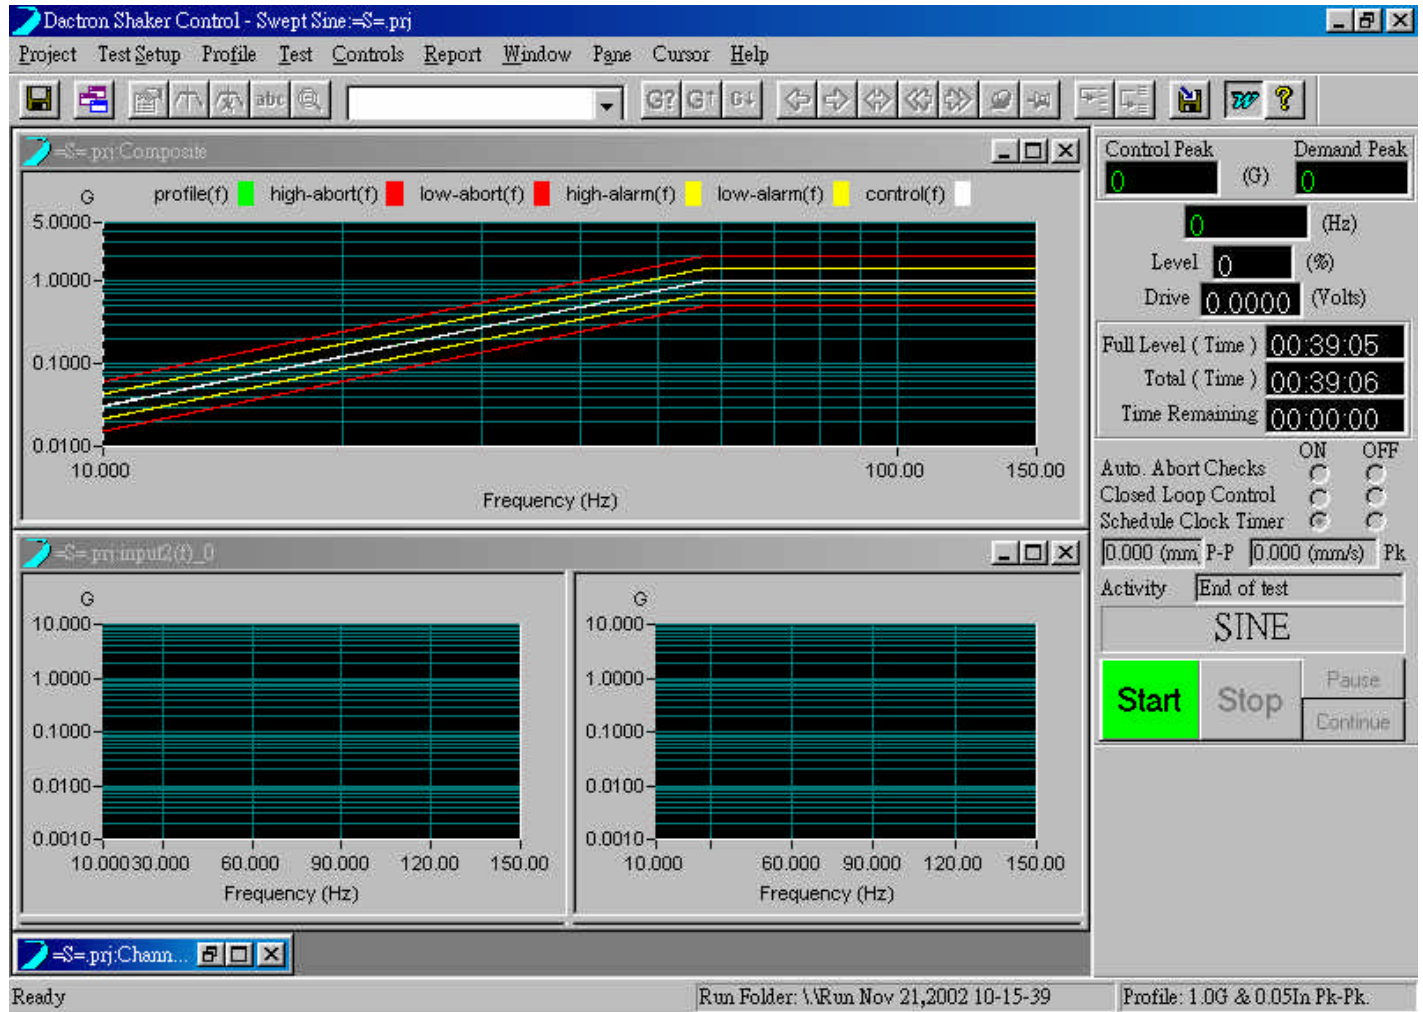 Dactron Shaker Control - Swept Sine:=S=.prj
Project Test Setup Profile Test Controls Report Window Pane Cursor Help
abc G? G↑ G↓ ?
=S=.prj:Composite
G profile(f) high-abort(f) low-abort(f) high-alarm(f) low-alarm(f) control(f)
5.0000
1.0000
0.1000
0.0100
10.000 100.00 150.00
Frequency (Hz)
=S=.prj:input2(f)_0
G
10.000
1.0000
0.1000
0.0100
0.0010
10.000 30.000 60.000 90.000 120.00 150.00
Frequency (Hz)
G
10.000
1.0000
0.1000
0.0100
0.0010
10.000 60.000 90.000 120.00 150.00
Frequency (Hz)
=S=.prj:Chann...
Control Peak Demand Peak
0 (G) 0
0 (Hz)
Level 0 (%)
Drive 0.0000 (Volts)
Full Level ( Time ) 00:39:05
Total ( Time ) 00:39:06
Time Remaining 00:00:00
ON OFF
Auto. Abort Checks
Closed Loop Control
Schedule Clock Timer
0.000 (mm P-P 0.000 (mm/s) Pk
Activity End of test
SINE
Start Stop Pause
Continue
Ready Run Folder: \.\Run Nov 21,2002 10-15-39 Profile: 1.0G & 0.05In Pk-Pk.